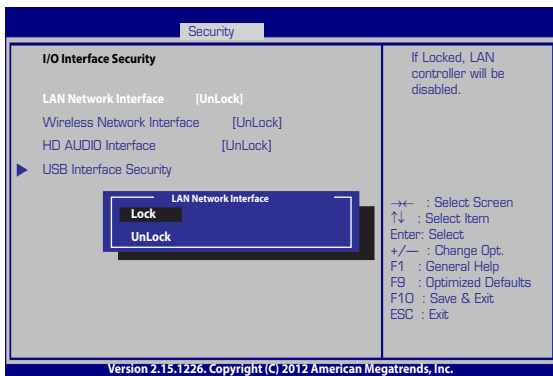 Security
I/O Interface Security
LAN Network Interface [UnLock]
Wireless Network Interface [UnLock]
HD AUDIO Interface [UnLock]
USB Interface Security
LAN Network Interface
Lock
UnLock
If Locked, LAN
controller will be
disabled.
→← : Select Screen
↑↓ : Select Item
Enter: Select
+/— : Change Opt.
F1 : General Help
F9 : Optimized Defaults
F10 : Save & Exit
ESC : Exit
Version 2.15.1226. Copyright (C) 2012 American Megatrends, Inc.